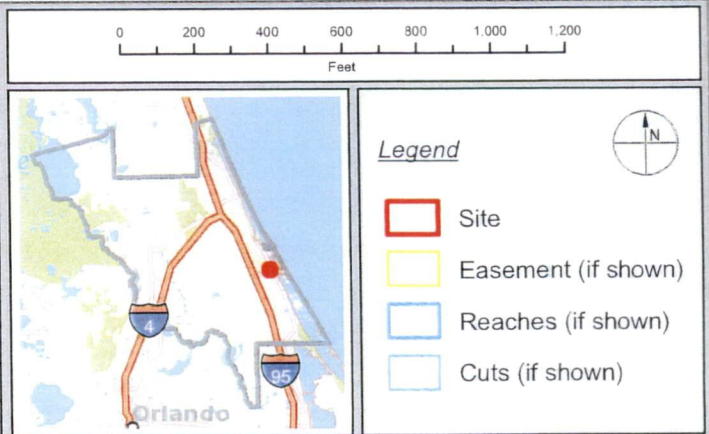 0 200 400 600 800 1,000 1,200
Feet
Legend
N
Site
Easement (if shown)
Reaches (if shown)
Cuts (if shown)
4
95
Orlando